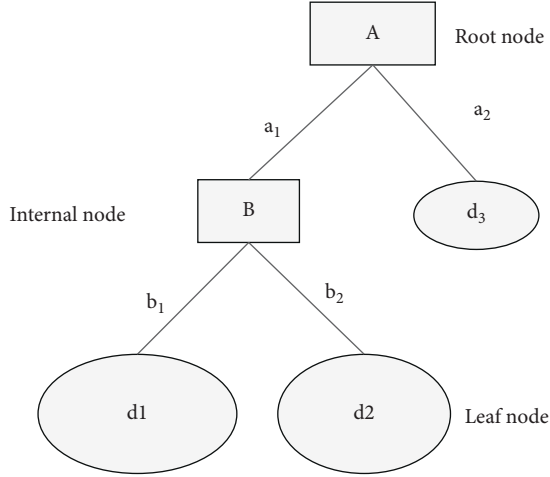 A
Root node
a₁
a₂
Internal node
B
d₃
b₁
b₂
d1
d2
Leaf node